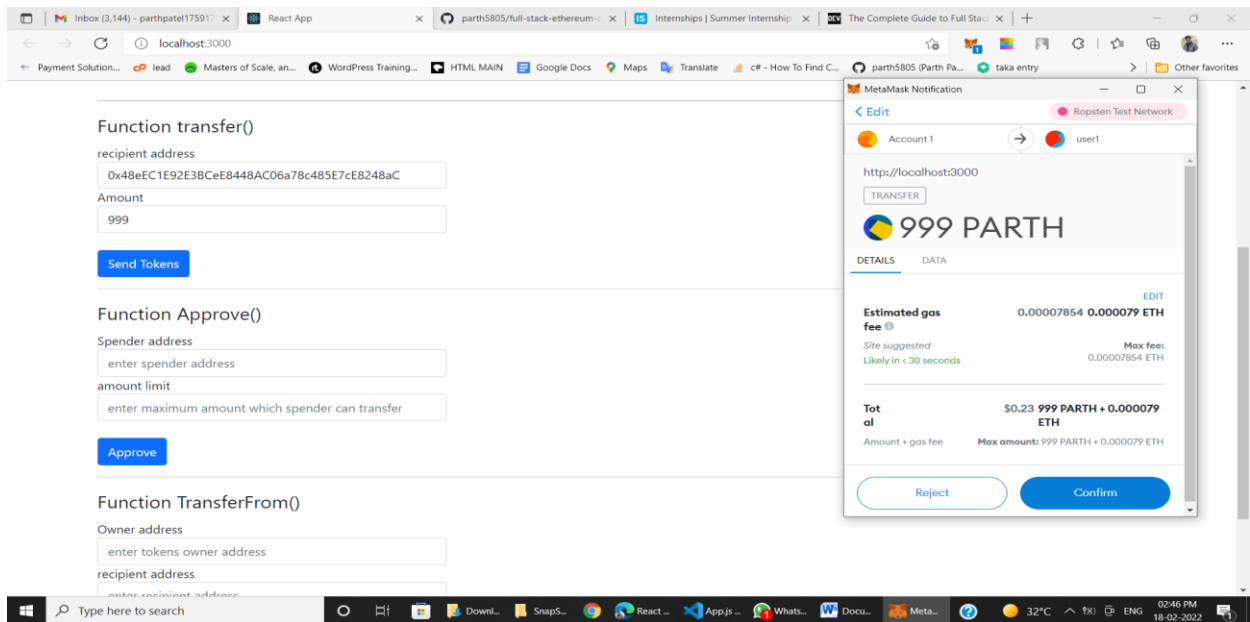 Inbox (3,144) - parthpatel17591
React App
parth5805/full-stack-ethereum-
Internships | Summer Internship
The Complete Guide to Full Stac
localhost:3000
Payment Solution...
lead
Masters of Scale, an...
WordPress Training...
HTML MAIN
Google Docs
Maps
Translate
c# - How To Find C...
parth5805 (Parth Pa...
taka entry
Other favorites
Function transfer()
recipient address
Amount
999
Send Tokens
Function Approve()
Spender address
enter spender address
amount limit
enter maximum amount which spender can transfer
Approve
Function TransferFrom()
Owner address
enter tokens owner address
recipient address
enter recipient address
MetaMask Notification
< Edit
Ropsten Test Network
Account 1
user1
http://localhost:3000
TRANSFER
999 PARTH
DETAILS
DATA
EDIT
Estimated gas fee
0.00007854 0.000079 ETH
Site suggested
Max fee:
Likely in < 30 seconds
0.00007854 ETH
Tot
al
$0.23 999 PARTH + 0.000079
ETH
Amount + gas fee
Max amount: 999 PARTH + 0.000079 ETH
Reject
Confirm
Type here to search
Downl...
SnapS...
React ...
App.js ...
Whats...
Docu...
Meta...
32°C
ENG
02:46 PM
18-02-2022